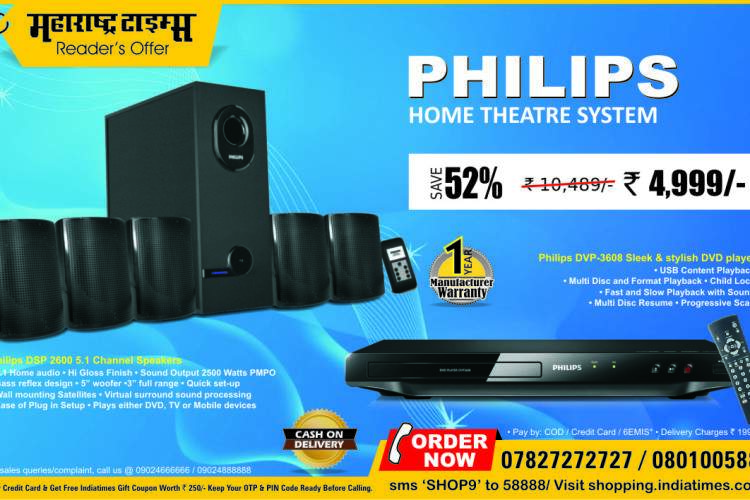 महाराष्ट्र टाइम्स
Reader's Offer
PHILIPS
HOME THEATRE SYSTEM
SAVE 52% ₹ 10,489/- ₹ 4,999/-
PHILIPS
1 YEAR
Manufacturer
Warranty
Philips DVP-3608 Sleek & stylish DVD playe
• USB Content Playbac
• Multi Disc and Format Playback • Child Loc
• Fast and Slow Playback with Soun
• Multi Disc Resume • Progressive Sca
hilips DSP 2600 5.1 Channel Speakers
.1 Home audio • Hi Gloss Finish • Sound Output 2500 Watts PMPO
ass reflex design • 5" woofer •3" full range • Quick set-up
Wall mounting Satellites • Virtual surround sound processing
ase of Plug in Setup • Plays either DVD, TV or Mobile devices
PHILIPS
CASH ON
DELIVERY
• Pay by: COD / Credit Card / 6EMIS* • Delivery Charges ₹ 199
ORDER
NOW
07827272727 / 080100583
sms 'SHOP9' to 58888/ Visit shopping.indiatimes.co
sales queries/complaint, call us @ 09024666666 / 09024888888
Credit Card & Get Free Indiatimes Gift Coupon Worth ₹ 250/- Keep Your OTP & PIN Code Ready Before Calling.